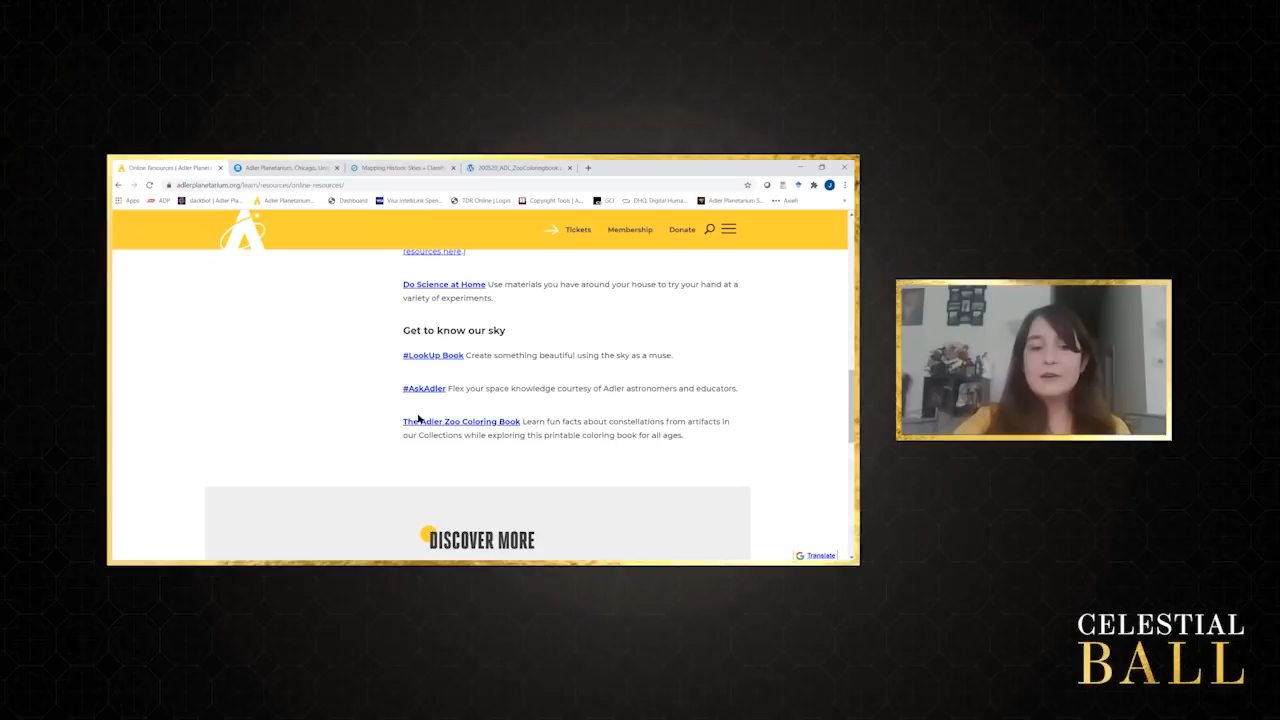 Online Resources | Adler Planet
Adler Planetarium, Chicago, Uni
Mapping Historic Skies « Classif
200529_ADL_ZooColoringbook
adlerplanetarium.org/learn/resources/online-resources/
Apps
ADP
slackbot | Adler Pla...
Adler Planetarium...
Dashboard
Visa IntelliLink Spen...
TDR Online | Login
Copyright Tools | A...
GCI
DHQ: Digital Huma...
Adler Planetarium S...
Axiell
Tickets
Membership
Donate
resources here.)
Do Science at Home Use materials you have around your house to try your hand at a
variety of experiments.
Get to know our sky
#LookUp Book Create something beautiful using the sky as a muse.
#AskAdler Flex your space knowledge courtesy of Adler astronomers and educators.
The Adler Zoo Coloring Book Learn fun facts about constellations from artifacts in
our Collections while exploring this printable coloring book for all ages.
DISCOVER MORE
Translate
CELESTIAL
BALL